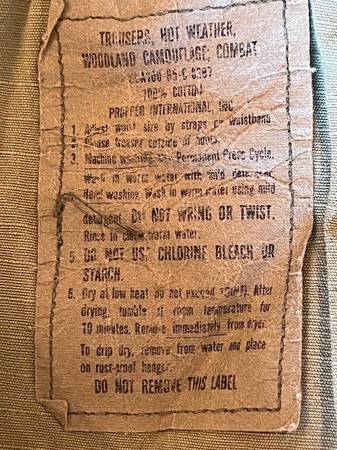 TROUSERS, HOT WEATHER,
WOODLAND CAMOUFLAGE, COMBAT
100% COTTON
PROPPER INTERNATIONAL, INC
1. Adjust waist size by straps on waistband
2. trouser outside of boots.
3. Machine washing. Use Permanent Press Cycle.
Wash in warm water with mild detergent
Hand washing. Wash in warm water using mild
detergent. DO NOT WRING OR TWIST.
Rinse in clean warm water.
5. DO NOT USE CHLORINE BLEACH OR
STARCH.
6. Dry at low heat Do not exceed After
drying, tumble at room temperature for
10 minutes. Remove immediately from dryer.
To drip dry, remove from water and place
on rust-proof hanger.
DO NOT REMOVE THIS LABEL